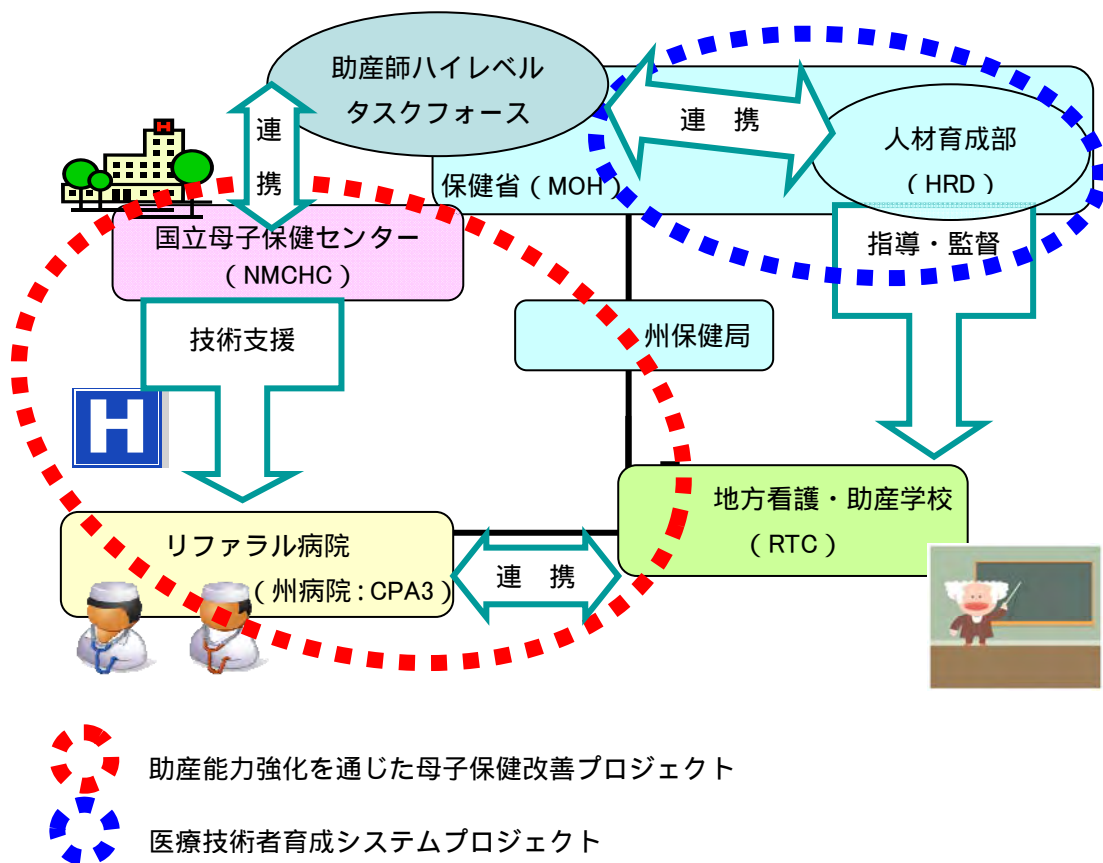 助産師ハイレベル
タスクフォース
連
携
連 携
人材育成部
(HRD)
保健省(MOH)
国立母子保健センター
(NMCHC)
指導・監督
技術支援
州保健局
H
H
地方看護・助産学校
(RTC)
リファラル病院
(州病院:CPA3)
連 携
助産能力強化を通じた母子保健改善プロジェクト
医療技術者育成システムプロジェクト